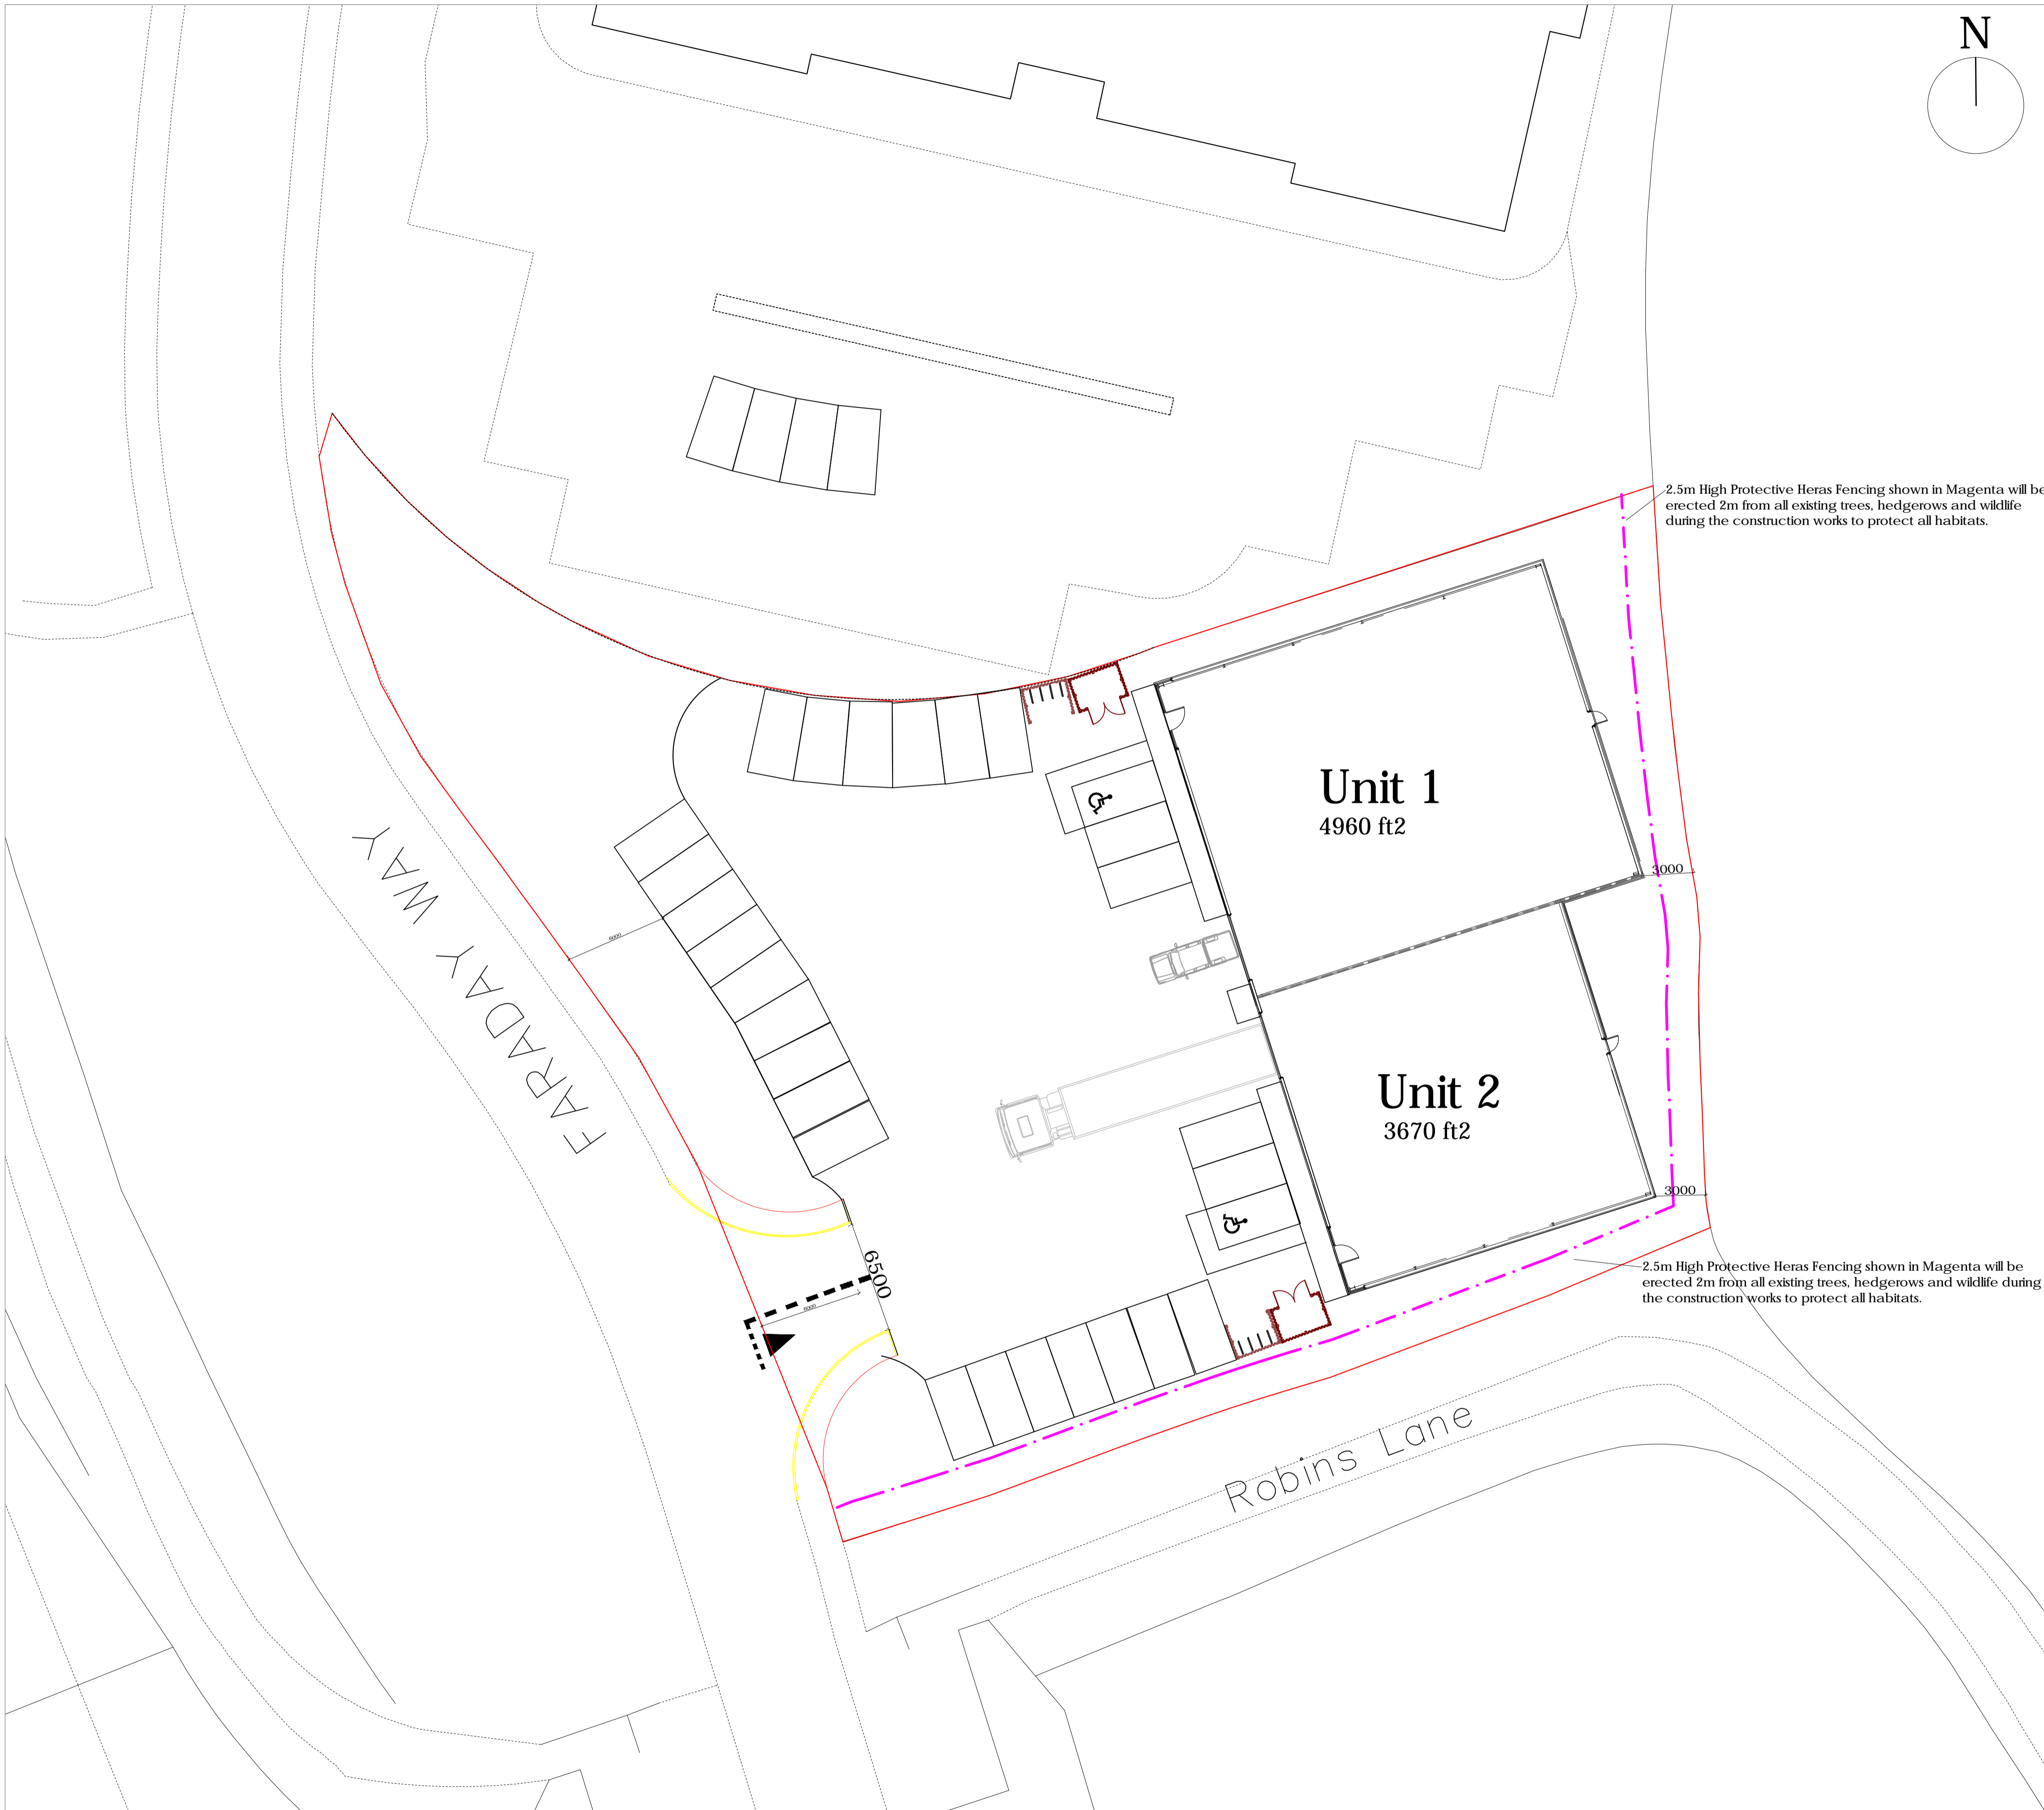 N
2.5m High Protective Heras Fencing shown in Magenta will be
erected 2m from all existing trees, hedgerows and wildlife
during the construction works to protect all habitats.
Unit 1
4960 ft2
3000
FARADAY WAY
Unit 2
3670 ft2
3000
6500
2.5m High Protective Heras Fencing shown in Magenta will be
erected 2m from all existing trees, hedgerows and wildlife during
the construction works to protect all habitats.
Robins Lane